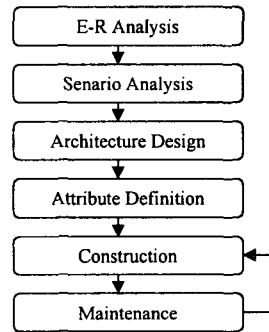 E-R Analysis
Senario Analysis
Architecture Design
Attribute Definition
Construction
Maintenance